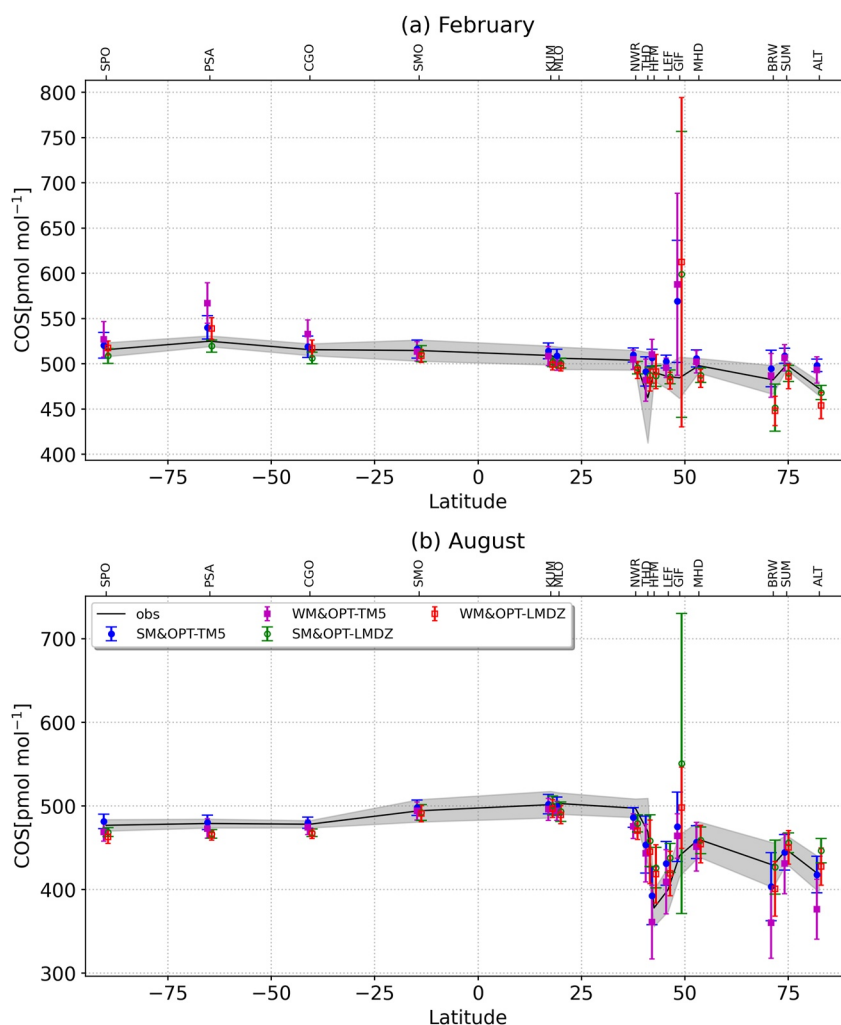 (a) February
SPO PSA CGO SMO KUM MLO NWR THD HFM LEF GIF MHD BRW SUM ALT
800
750
700
650
600
550
500
450
400
COS[pmol mol⁻¹]
−75 −50 −25 0 25 50 75
Latitude
(b) August
SPO PSA CGO SMO KUM MLO NWR THD HFM LEF GIF MHD BRW SUM ALT
obs WM&OPT-TM5 WM&OPT-LMDZ
SM&OPT-TM5 SM&OPT-LMDZ
700
600
500
400
300
COS[pmol mol⁻¹]
−75 −50 −25 0 25 50 75
Latitude